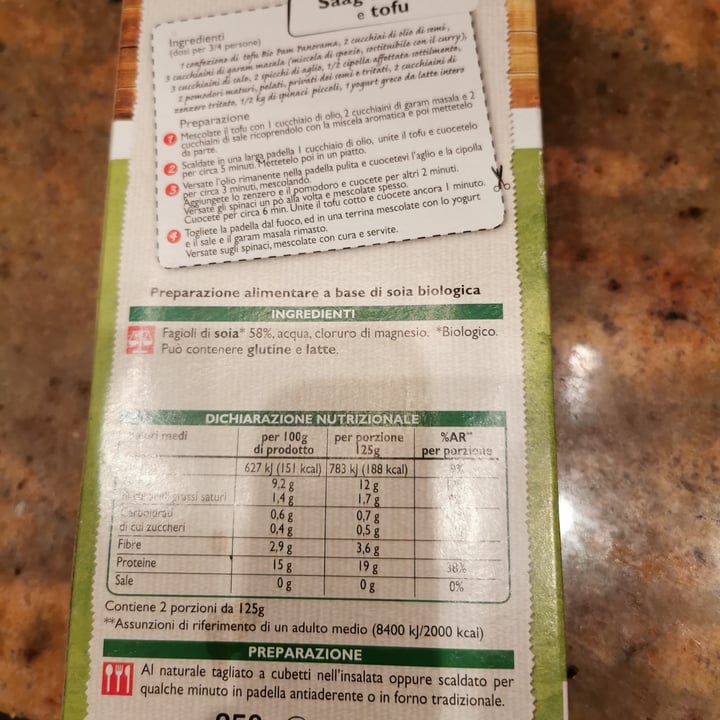 Saag
e tofu
Ingredienti
(dosi per 3/4 persone)
1 confezione di tofu Bio Pam Panorama, 2 cucchiai di olio di semi,
3 cucchiaini di garam masala (miscela di spezie, sostituibile con il curry),
3 cucchiaini di sale, 2 spicchi di aglio, 1/2 cipolla affettata sottilmente,
2 pomodori maturi, pelati, privati dei semi e tritati, 2 cucchiaini di
zenzero tritato, 1/2 kg di spinaci piccoli, 1 yogurt greco da latte intero
Preparazione
1 Mescolate il tofu con 1 cucchiaio di olio, 2 cucchiaini di garam masala e 2
cucchiaini di sale ricoprendolo con la miscela aromatica e poi mettetelo
da parte.
2 Scaldate in una larga padella 1 cucchiaio di olio, unite il tofu e cuocetelo
per circa 5 minuti. Mettetelo poi in un piatto.
3 Versate l'olio rimanente nella padella pulita e cuocetevi l'aglio e la cipolla
per circa 3 minuti, mescolando.
Aggiungete lo zenzero e il pomodoro e cuocete per altri 2 minuti.
Versate gli spinaci un po alla volta e mescolate spesso.
Cuocete per circa 6 min. Unite il tofu cotto e cuocete ancora 1 minuto.
4 Togliete la padella dal fuoco, ed in una terrina mescolate con lo yogurt
e il sale e il garam masala rimasto.
Versate sugli spinaci, mescolate con cura e servite.
Preparazione alimentare a base di soia biologica
INGREDIENTI
Fagioli di soia* 58%, acqua, cloruro di magnesio. *Biologico.
Può contenere glutine e latte.
DICHIARAZIONE NUTRIZIONALE
Valori medi per 100g di prodotto per porzione 125g %AR** per porzione
627 kJ (151 kcal) 783 kJ (188 kcal) 9%
9,2 g 12 g
grassi saturi 1,4 g 1,7 g
Carboidrati 0,6 g 0,7 g
di cui zuccheri 0,4 g 0,5 g
Fibre 2,9 g 3,6 g
Proteine 15 g 19 g 38%
Sale 0 g 0 g 0%
Contiene 2 porzioni da 125g
**Assunzioni di riferimento di un adulto medio (8400 kJ/2000 kcal)
PREPARAZIONE
Al naturale tagliato a cubetti nell'insalata oppure scaldato per
qualche minuto in padella antiaderente o in forno tradizionale.